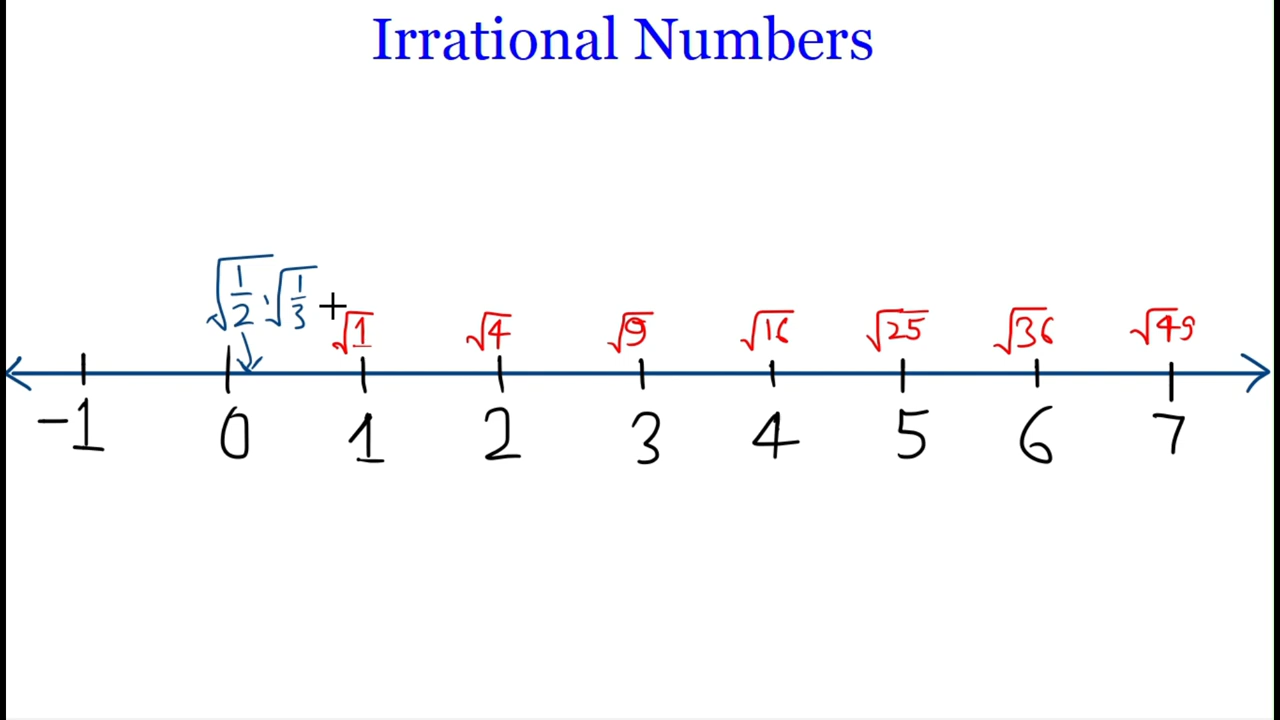 Irrational Numbers
√(1/2) , √(1/3)
√1 √4 √9 √16 √25 √36 √49
-1 0 1 2 3 4 5 6 7